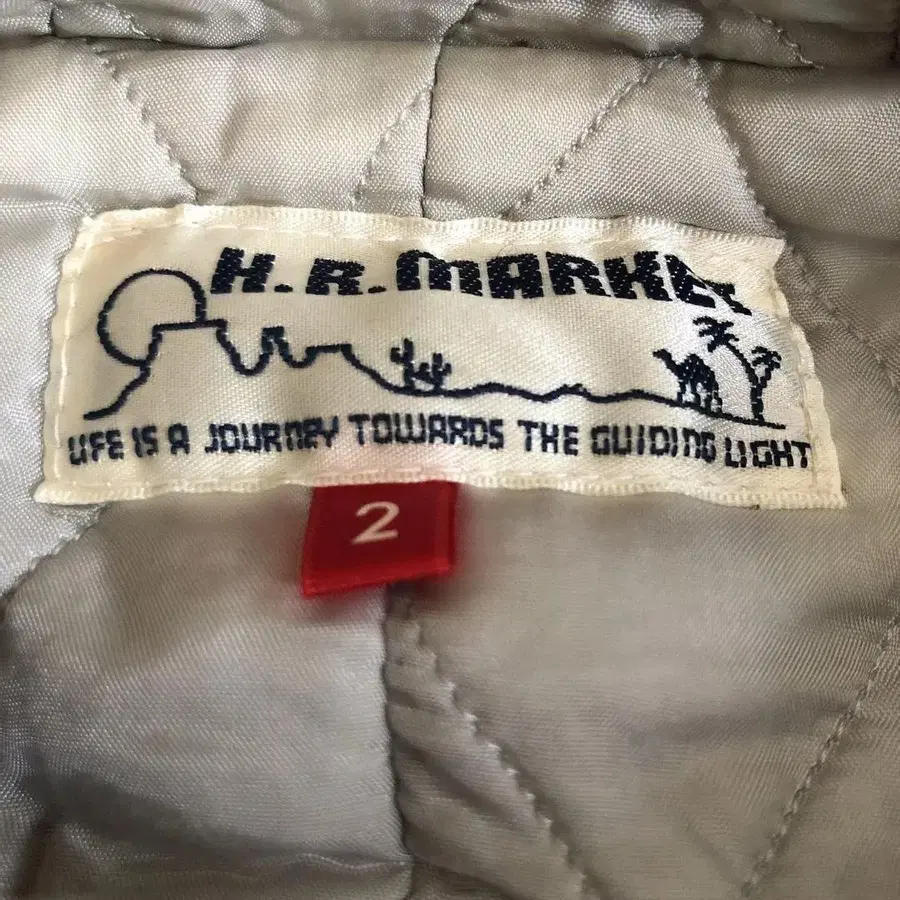 H.R.MARKET
LIFE IS A JOURNEY TOWARDS THE GUIDING LIGHT
2